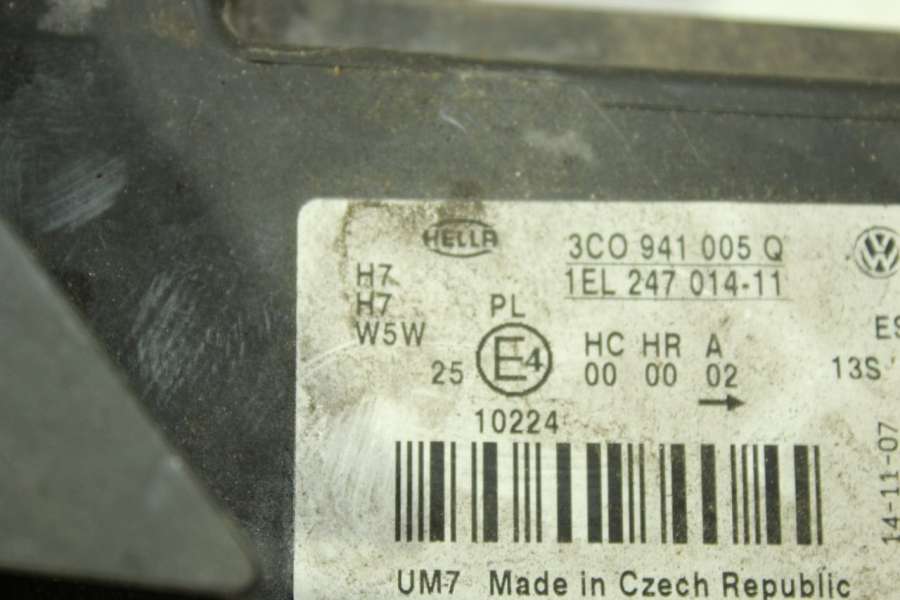 HELLA
3C0 941 005 Q
1EL 247 014-11
VW
H7
H7
W5W
PL
25
E4
HC HR A
00 00 02
10224
13S
14-11-07
UM7 Made in Czech Republic